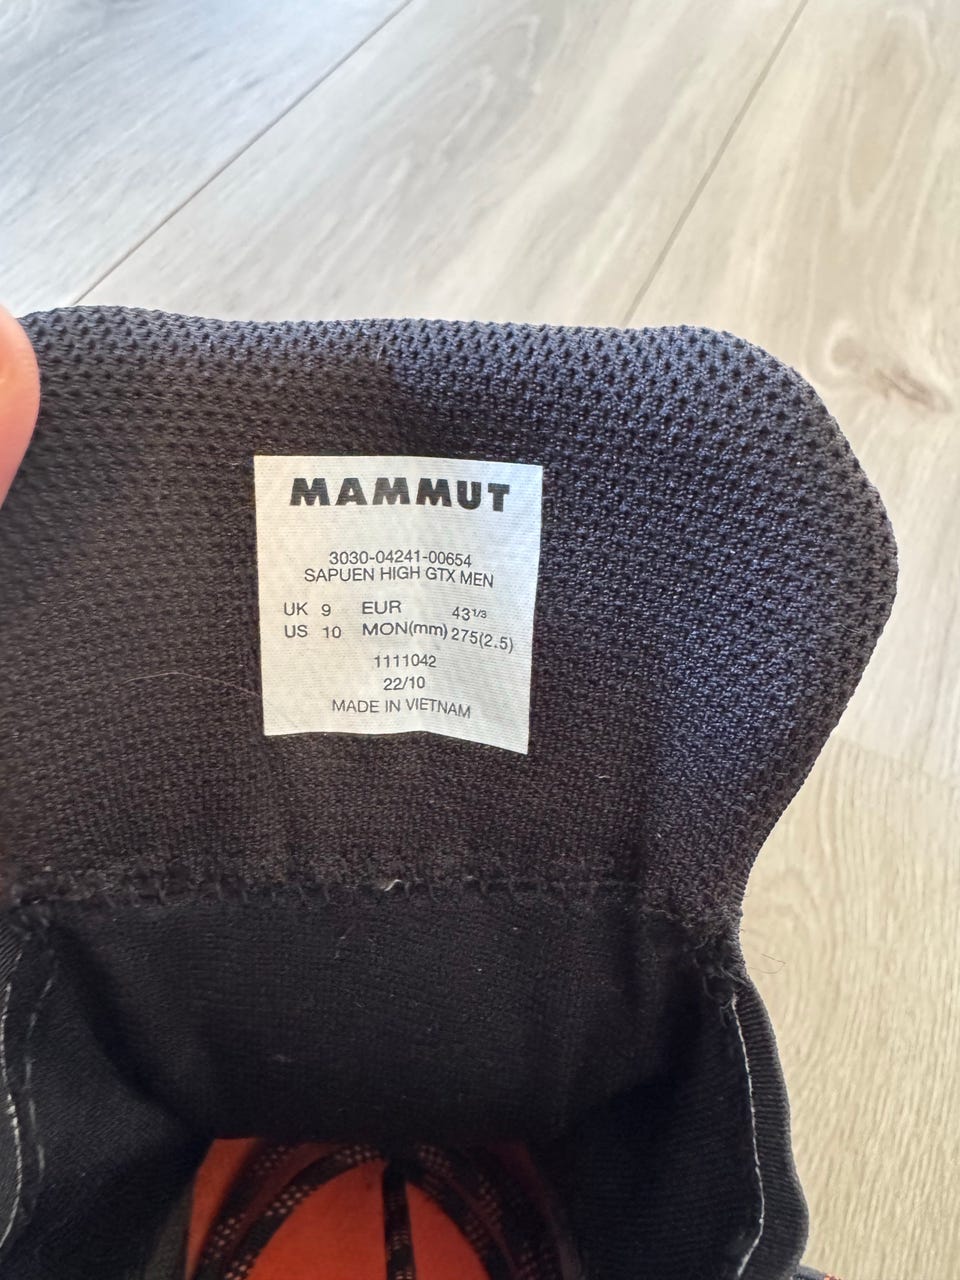 MAMMUT
3030-04241-00654
SAPUEN HIGH GTX MEN
UK 9 EUR 43 1/3
US 10 MON(mm) 275(2.5)
1111042
22/10
MADE IN VIETNAM